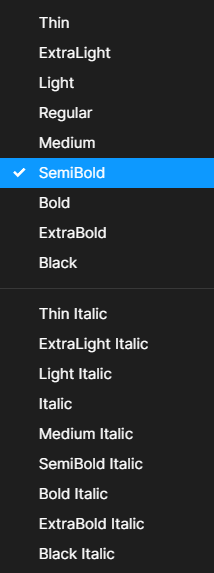 Thin
ExtraLight
Light
Regular
Medium
SemiBold
Bold
ExtraBold
Black
Thin Italic
ExtraLight Italic
Light Italic
Italic
Medium Italic
SemiBold Italic
Bold Italic
ExtraBold Italic
Black Italic